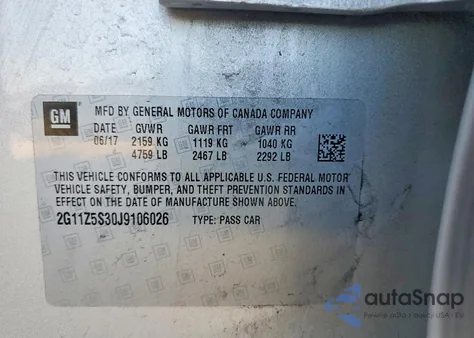 GM
MFD BY GENERAL MOTORS OF CANADA COMPANY
DATE GVWR GAWR FRT GAWR RR
06/17 2159 KG 1119 KG 1040 KG
4759 LB 2467 LB 2292 LB
THIS VEHICLE CONFORMS TO ALL APPLICABLE U.S. FEDERAL MOTOR
VEHICLE SAFETY, BUMPER, AND THEFT PREVENTION STANDARDS IN
EFFECT ON THE DATE OF MANUFACTURE SHOWN ABOVE.
2G11Z5S30J9106026 TYPE: PASS CAR
autoSnap